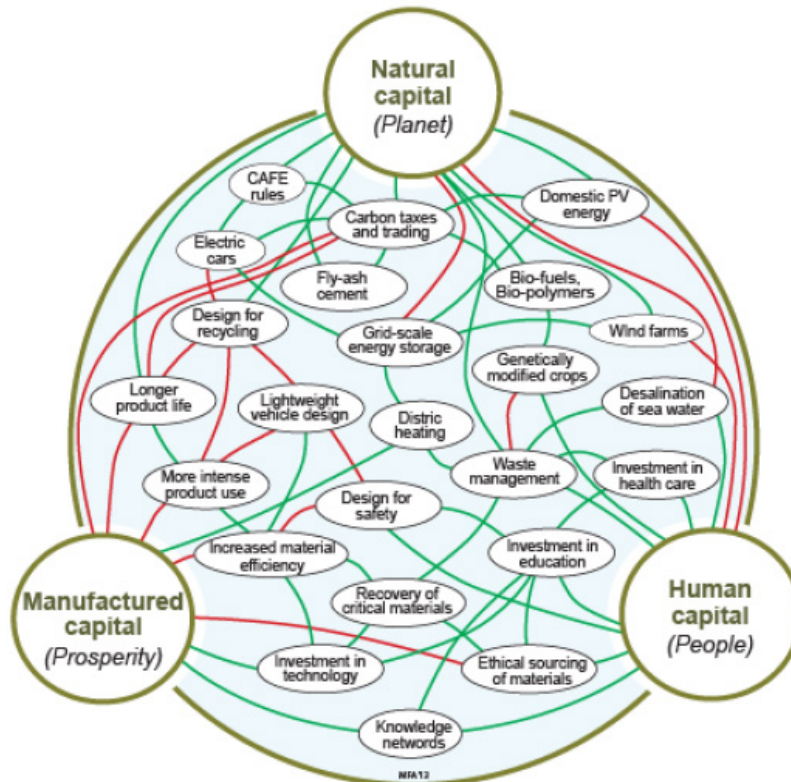 Natural
capital
(Planet)
CAFE
rules
Domestic PV
energy
Carbon taxes
and trading
Electric
cars
Fly-ash
cement
Bio-fuels,
Bio-polymers
Design for
recycling
Grid-scale
energy storage
WInd farms
Genetically
modified crops
Longer
product life
Lightweight
vehicle design
Distric
heating
Desalination
of sea water
More intense
product use
Waste
management
Investment in
health care
Design for
safety
Increased material
efficiency
Investment in
education
Manufactured
capital
(Prosperity)
Recovery of
critical materials
Human
capital
(People)
Investment in
technology
Ethical sourcing
of materials
Knowledge
networds
MFA 12